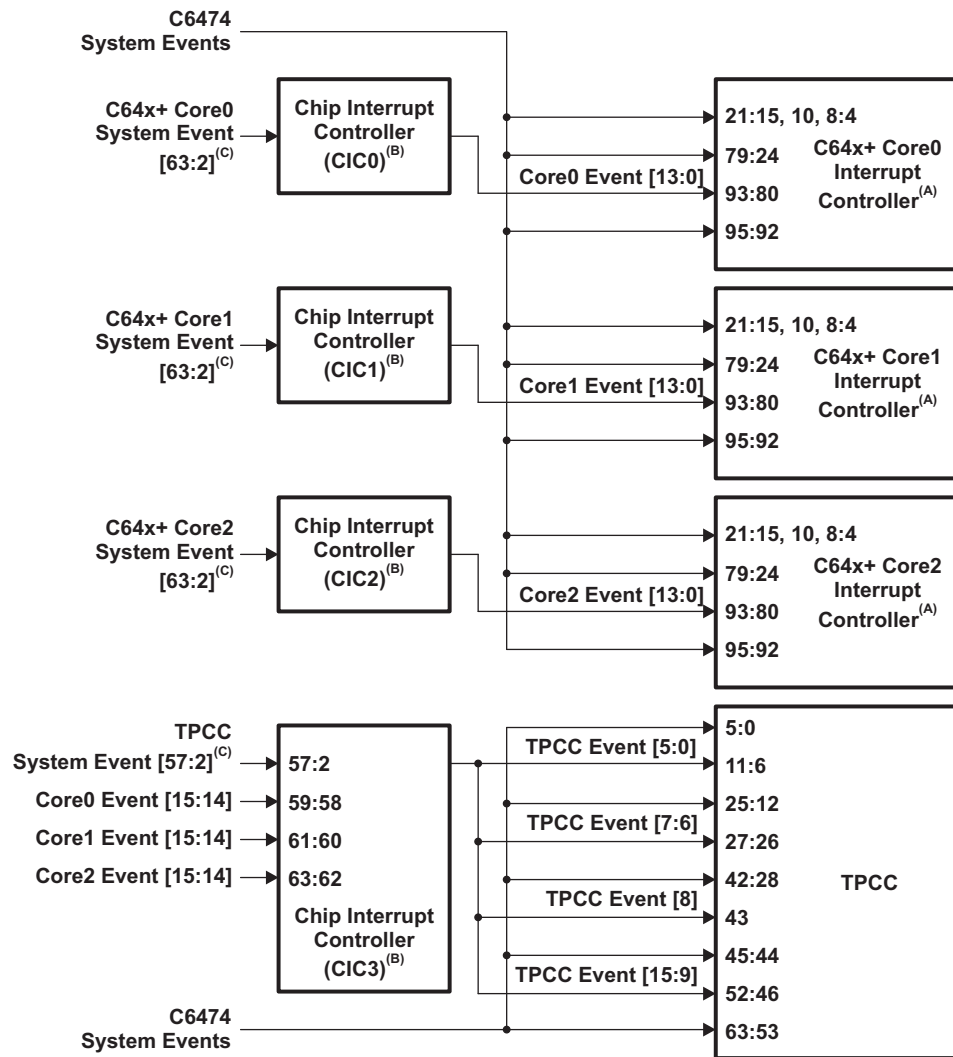 C6474
System Events
C64x+ Core0
System Event
[63:2](C)
Chip Interrupt
Controller
(CIC0)(B)
Core0 Event [13:0]
21:15, 10, 8:4
79:24
93:80
95:92
C64x+ Core0
Interrupt
Controller(A)
C64x+ Core1
System Event
[63:2](C)
Chip Interrupt
Controller
(CIC1)(B)
Core1 Event [13:0]
21:15, 10, 8:4
79:24
93:80
95:92
C64x+ Core1
Interrupt
Controller(A)
C64x+ Core2
System Event
[63:2](C)
Chip Interrupt
Controller
(CIC2)(B)
Core2 Event [13:0]
21:15, 10, 8:4
79:24
93:80
95:92
C64x+ Core2
Interrupt
Controller(A)
TPCC
System Event [57:2](C)
Core0 Event [15:14]
Core1 Event [15:14]
Core2 Event [15:14]
57:2
59:58
61:60
63:62
Chip Interrupt
Controller
(CIC3)(B)
TPCC Event [5:0]
TPCC Event [7:6]
TPCC Event [8]
TPCC Event [15:9]
5:0
11:6
25:12
27:26
42:28
43
45:44
52:46
63:53
TPCC
C6474
System Events